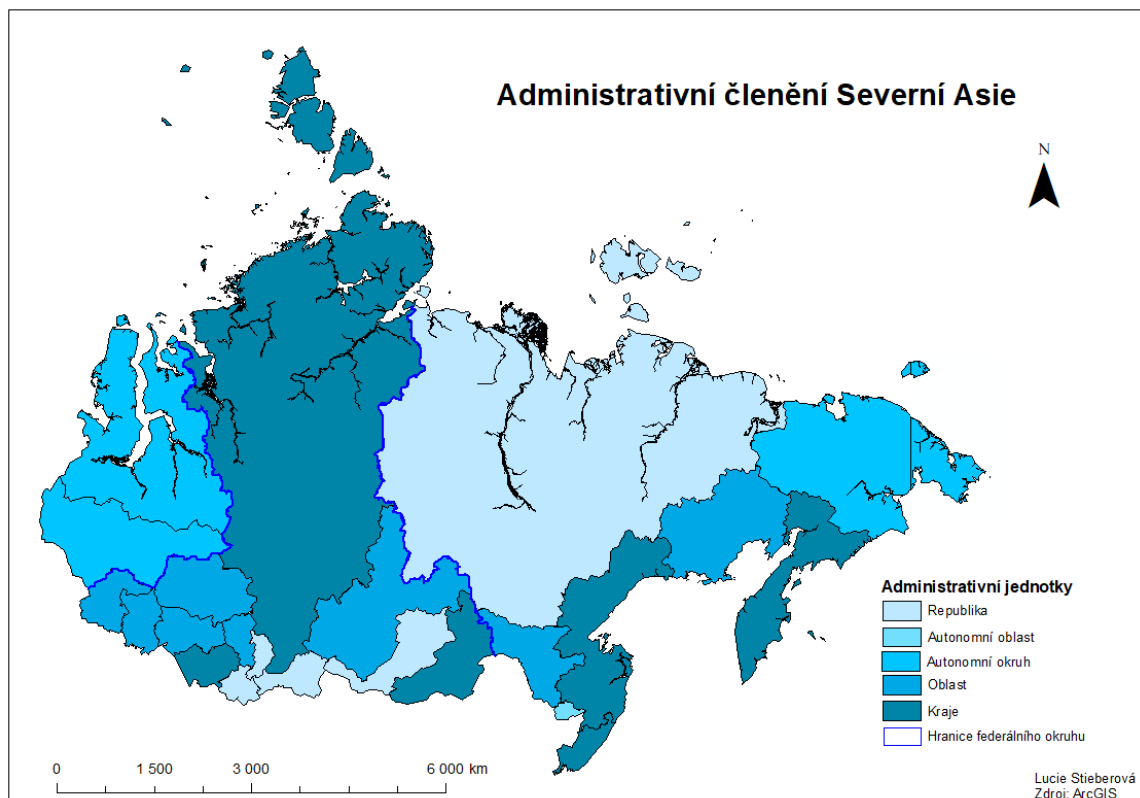 Administrativní členění Severní Asie
N
Administrativní jednotky
Republika
Autonomní oblast
Autonomní okruh
Oblast
Kraje
Hranice federálního okruhu
0 1 500 3 000 6 000 km
Lucie Stieberová
Zdroj: ArcGIS